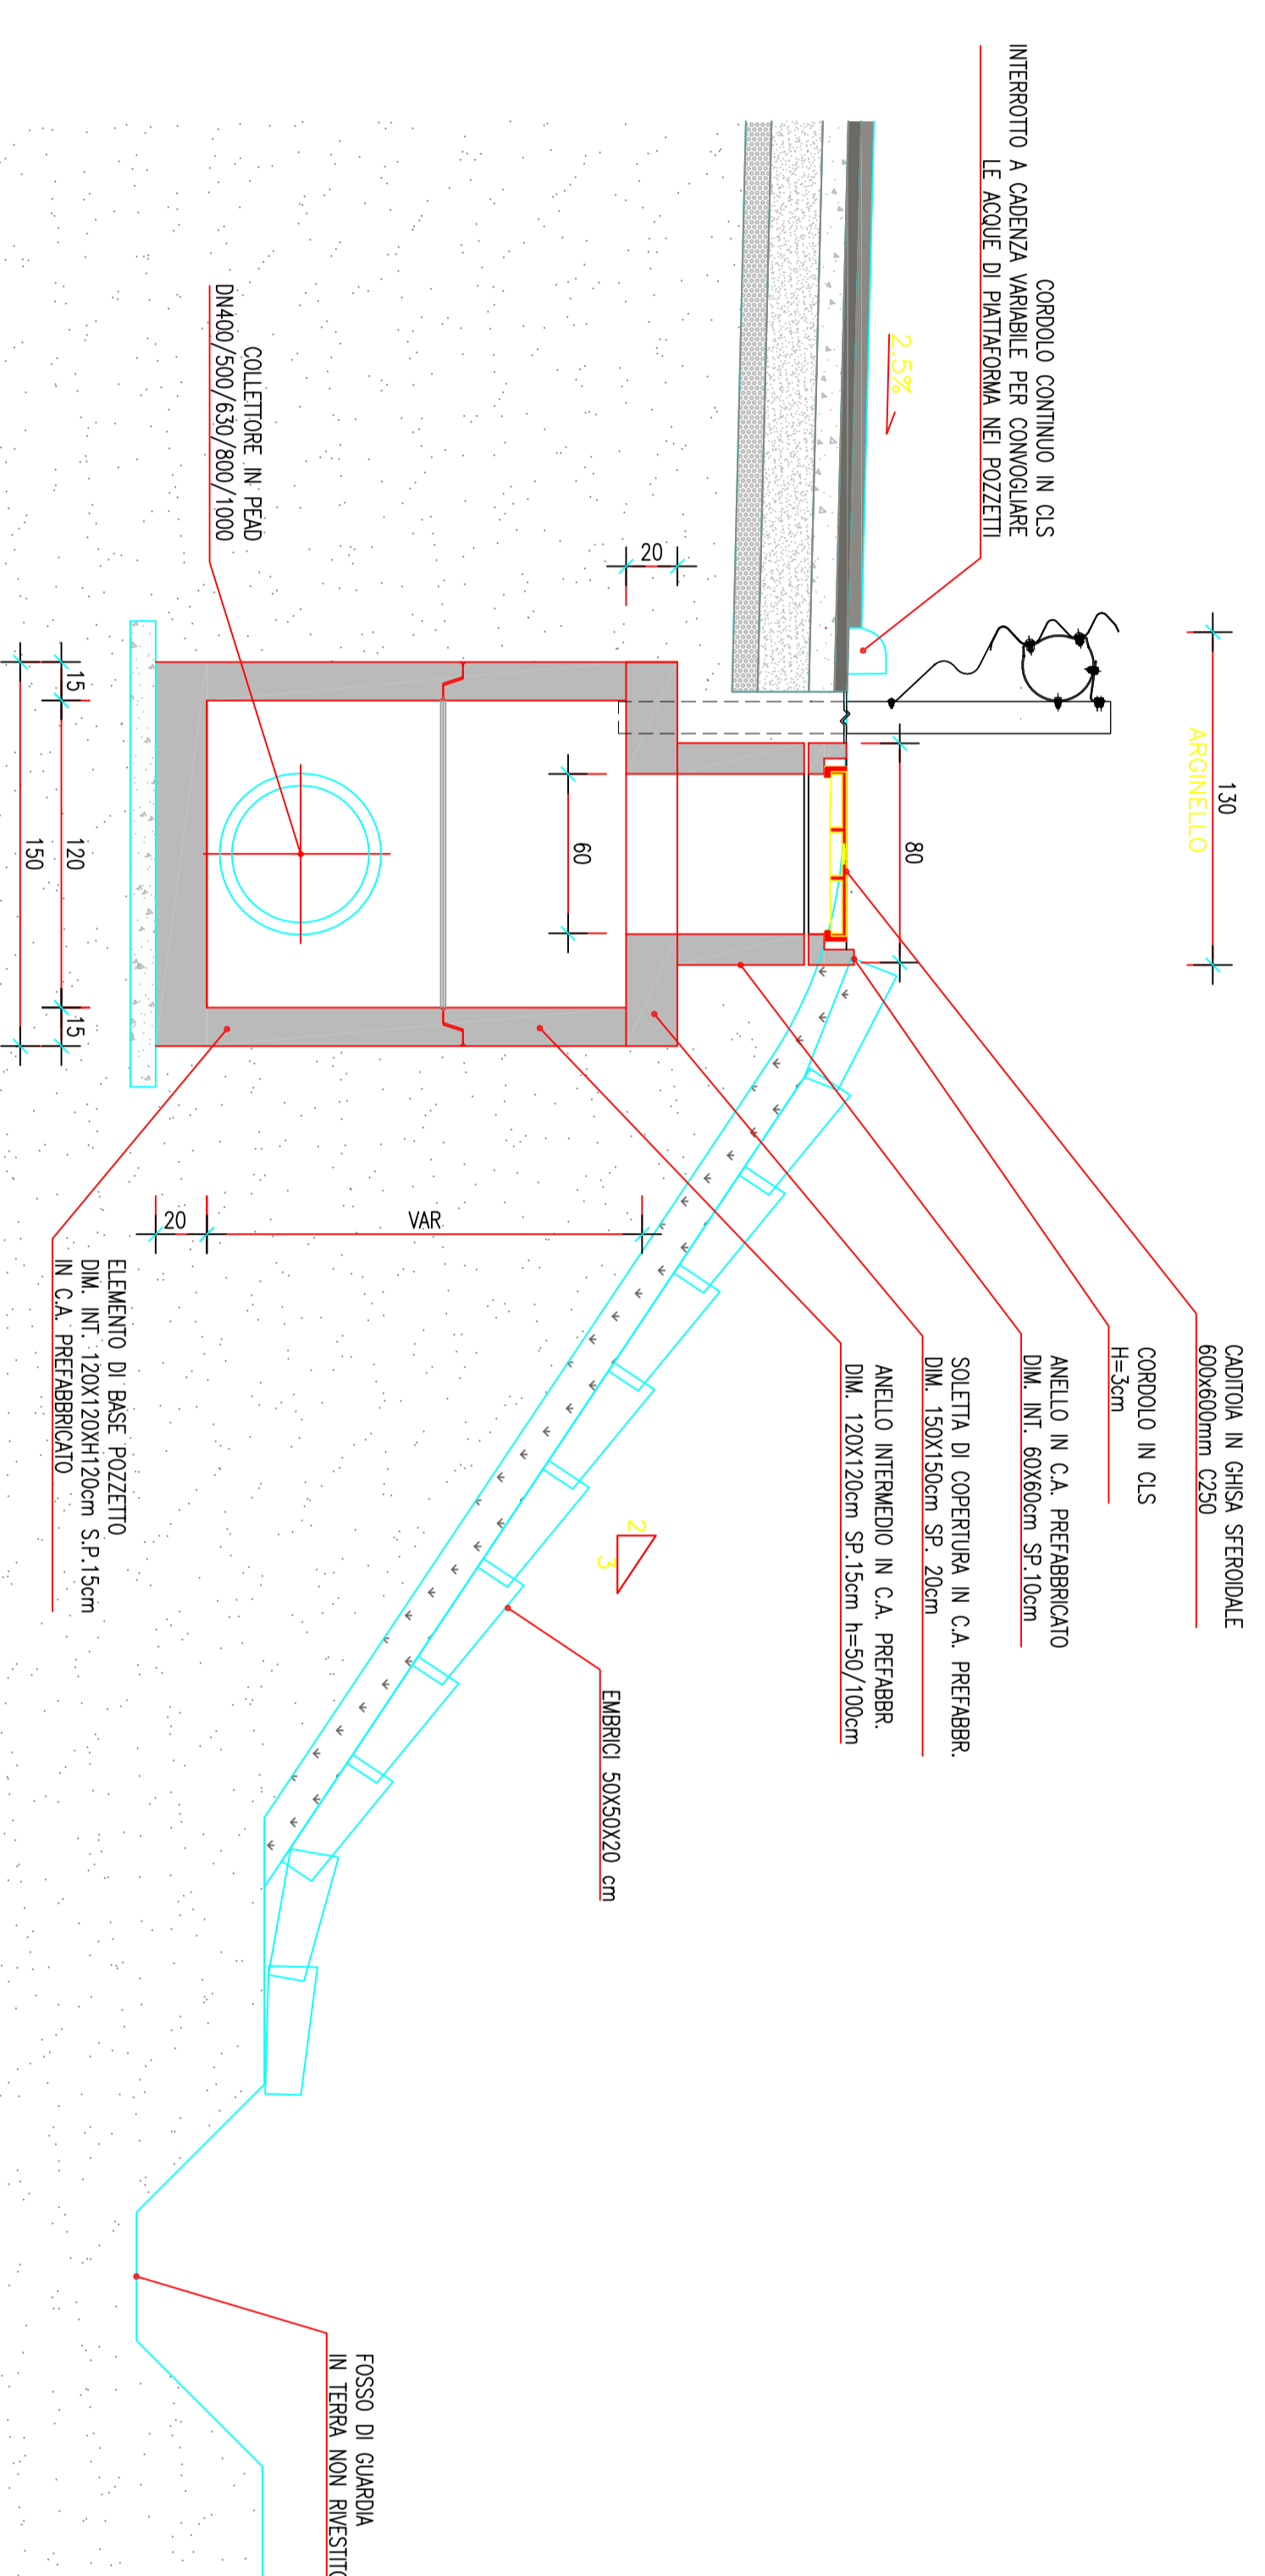 CORDOLO CONTINUO IN CLS
INTERROTTO A CADENZA VARIABILE PER CONVOGLIARE
LE ACQUE DI PIATTAFORMA NEI POZZETTI
130
ARGINELLO
2.5%
80
20
60
COLLETTORE IN PEAD
DN400/500/630/800/1000
15
120
15
150
20
VAR
CADITOIA IN GHISA SFEROIDALE
600x600mm C250
CORDOLO IN CLS
H=3cm
ANELLO IN C.A. PREFABBRICATO
DIM. INT. 60X60cm SP.10cm
SOLETTA DI COPERTURA IN C.A. PREFABBR.
DIM. 150X150cm SP. 20cm
ANELLO INTERMEDIO IN C.A. PREFABBR.
DIM. 120X120cm SP.15cm h=50/100cm
2
3
EMBRICI 50X50X20 cm
ELEMENTO DI BASE POZZETTO
DIM. INT. 120X120XH120cm S.P.15cm
IN C.A. PREFABBRICATO
FOSSO DI GUARDIA
IN TERRA NON RIVESTITO